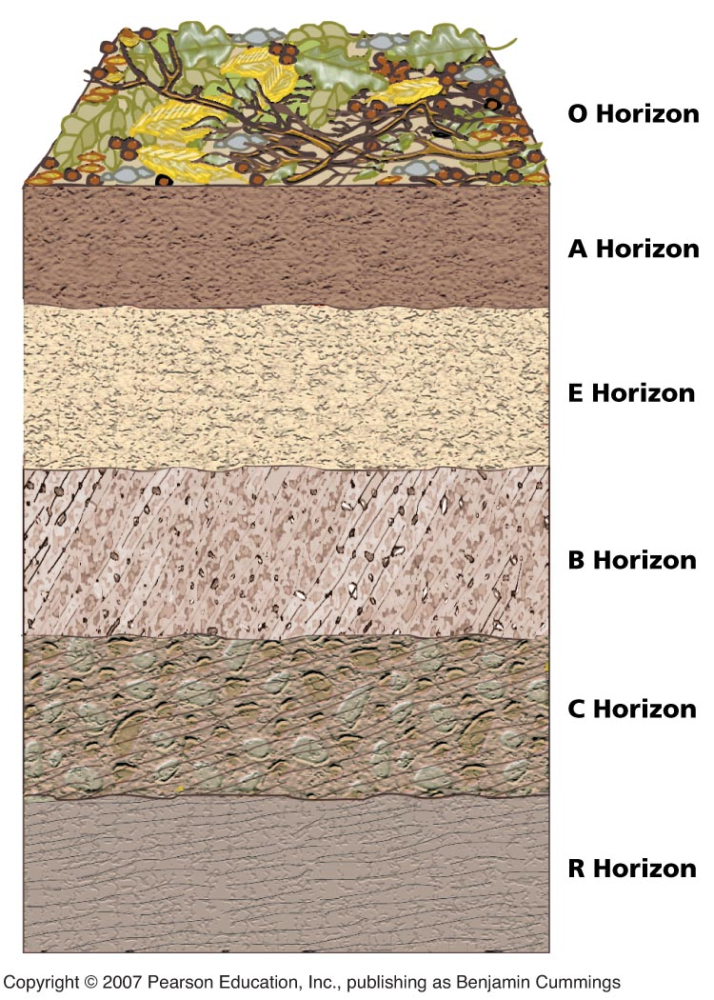 O Horizon
A Horizon
E Horizon
B Horizon
C Horizon
R Horizon
Copyright © 2007 Pearson Education, Inc., publishing as Benjamin Cummings